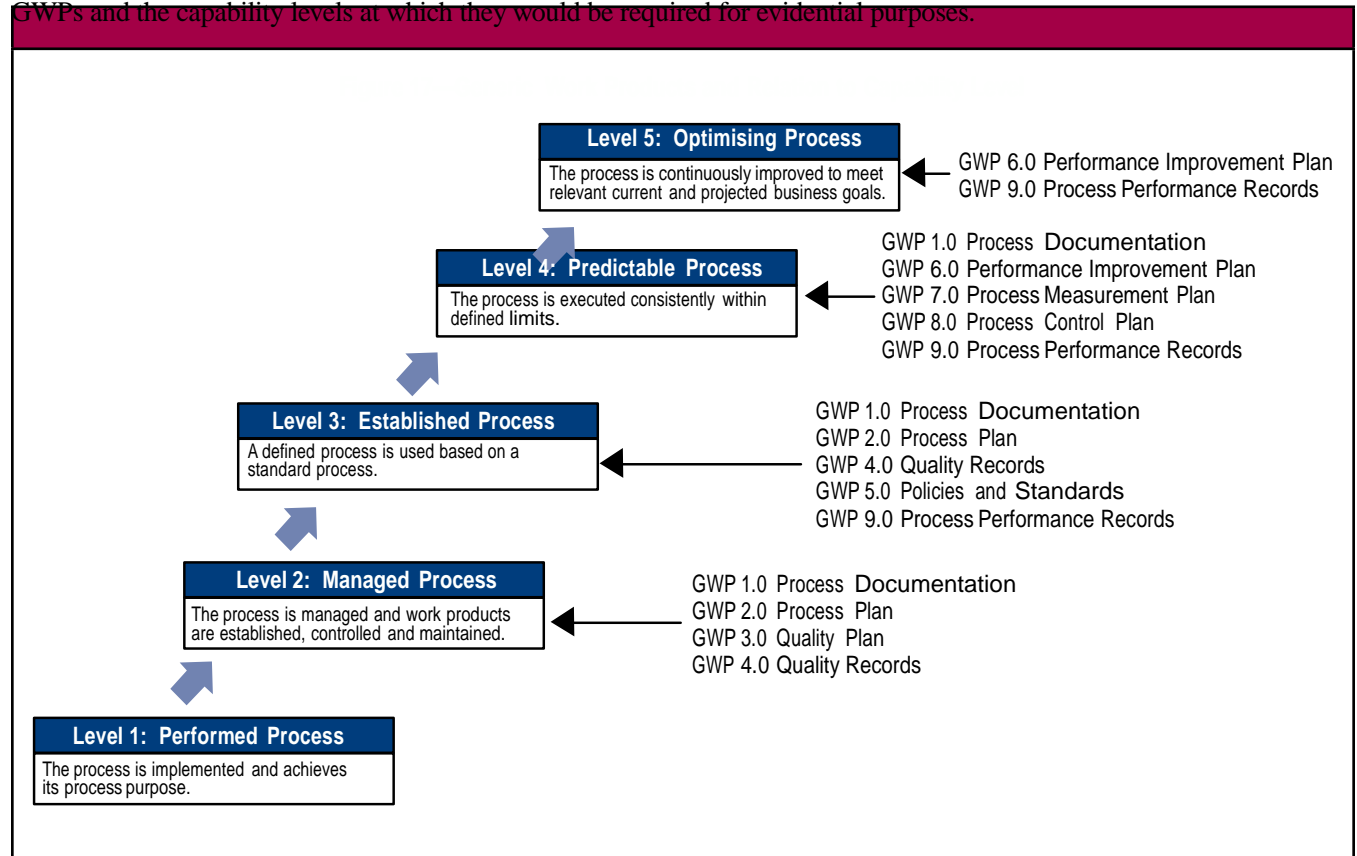 GWPs and the capability levels at which they would be required for evidential purposes.
Level 5: Optimising Process
The process is continuously improved to meet
relevant current and projected business goals.
GWP 6.0 Performance Improvement Plan
GWP 9.0 Process Performance Records
Level 4: Predictable Process
The process is executed consistently within
defined limits.
GWP 1.0 Process Documentation
GWP 6.0 Performance Improvement Plan
GWP 7.0 Process Measurement Plan
GWP 8.0 Process Control Plan
GWP 9.0 Process Performance Records
Level 3: Established Process
A defined process is used based on a
standard process.
GWP 1.0 Process Documentation
GWP 2.0 Process Plan
GWP 4.0 Quality Records
GWP 5.0 Policies and Standards
GWP 9.0 Process Performance Records
Level 2: Managed Process
The process is managed and work products
are established, controlled and maintained.
GWP 1.0 Process Documentation
GWP 2.0 Process Plan
GWP 3.0 Quality Plan
GWP 4.0 Quality Records
Level 1: Performed Process
The process is implemented and achieves
its process purpose.